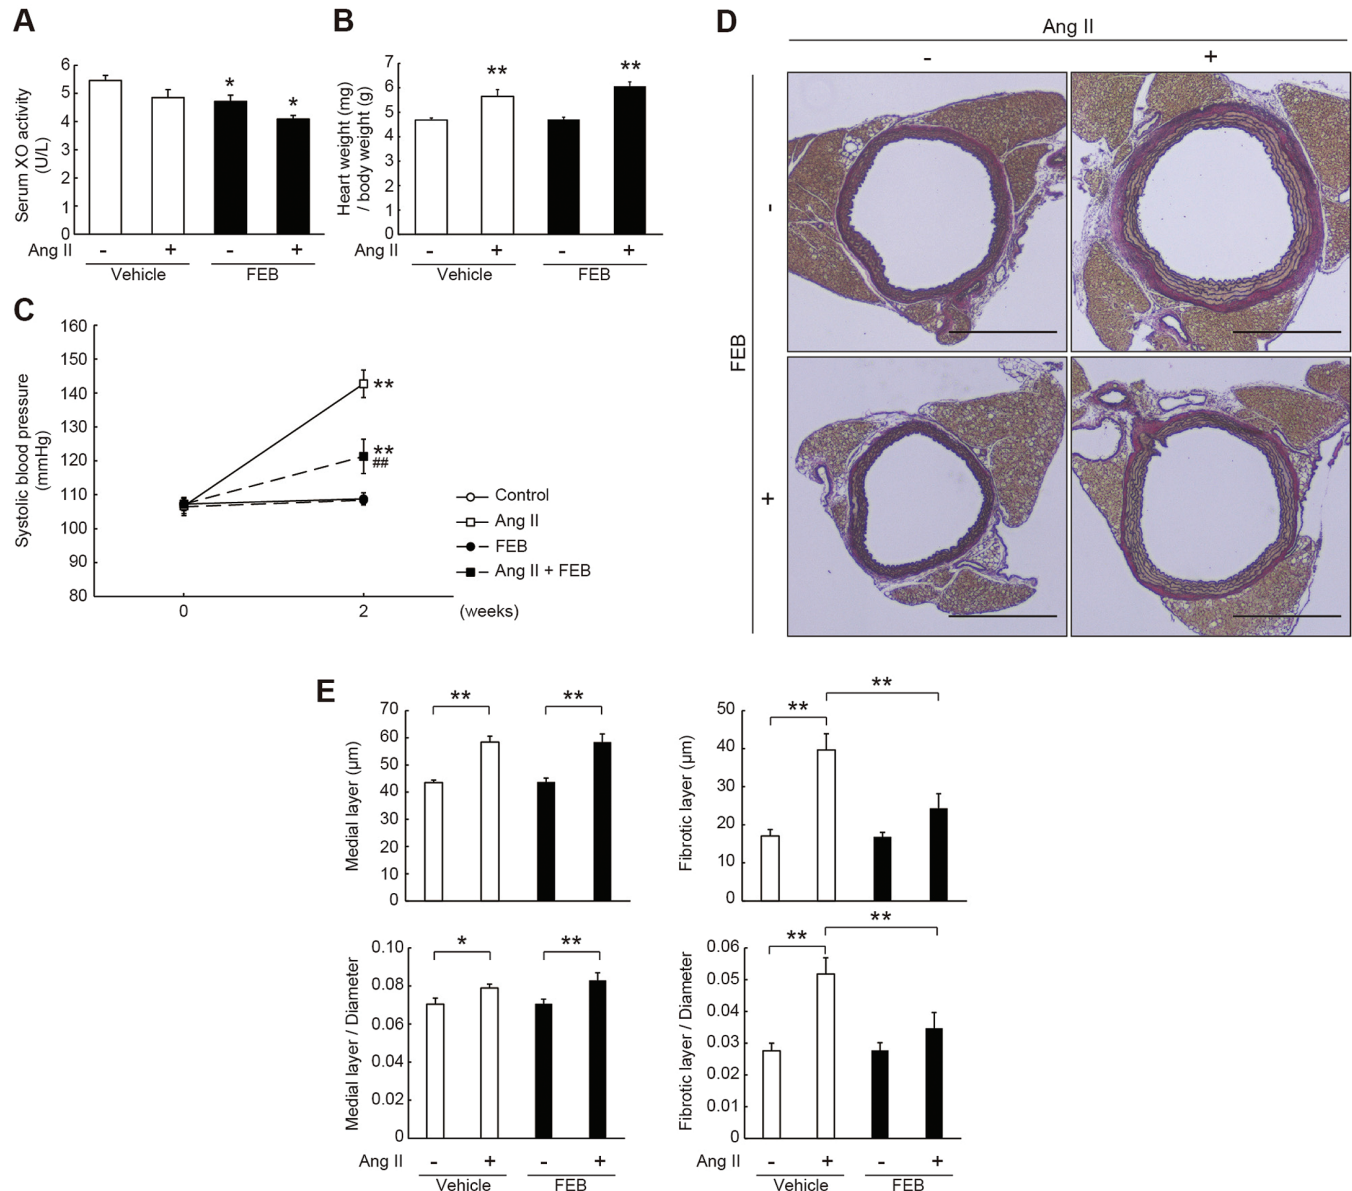 A
B
D
Ang II
-
+
FEB
-
+
Serum XO activity
(U/L)
6
5
4
3
2
1
0
*
*
Ang II
-
+
-
+
Vehicle
FEB
Heart weight (mg)
/ body weight (g)
7
6
5
4
3
2
1
0
**
**
Ang II
-
+
-
+
Vehicle
FEB
C
Systolic blood pressure
(mmHg)
160
150
140
130
120
110
100
90
80
**
**
##
0
2
(weeks)
Control
Ang II
FEB
Ang II + FEB
E
Medial layer (μm)
70
60
50
40
30
20
10
0
**
**
Fibrotic layer (μm)
50
40
30
20
10
0
**
**
Medial layer / Diameter
0.10
0.08
0.06
0.04
0.02
0
*
**
Ang II
-
+
-
+
Vehicle
FEB
Fibrotic layer / Diameter
0.06
0.05
0.04
0.03
0.02
0.01
0
**
**
Ang II
-
+
-
+
Vehicle
FEB